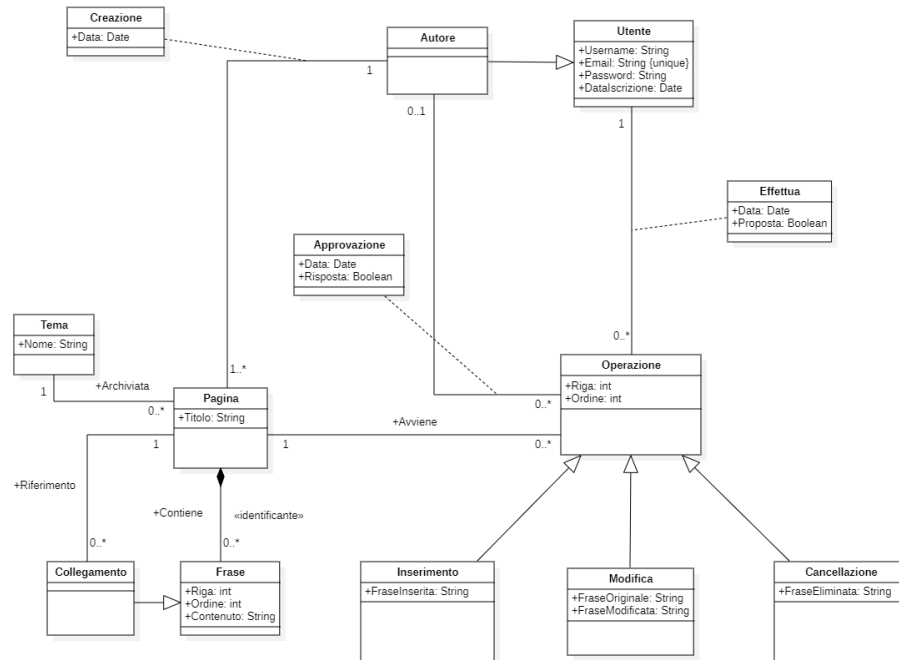 Creazione
+Data: Date
Autore
Utente
+Username: String
+Email: String {unique}
+Password: String
+DataIscrizione: Date
1
0..1
1
Effettua
+Data: Date
+Proposta: Boolean
Approvazione
+Data: Date
+Risposta: Boolean
Tema
+Nome: String
1
+Archiviata
0..*
1..*
0..*
Pagina
+Titolo: String
Operazione
+Riga: int
+Ordine: int
0..*
+Avviene
1
1
0..*
+Riferimento
+Contiene
«identificante»
0..*
0..*
Collegamento
Frase
+Riga: int
+Ordine: int
+Contenuto: String
Inserimento
+FraseInserita: String
Modifica
+FraseOriginale: String
+FraseModificata: String
Cancellazione
+FraseEliminata: String